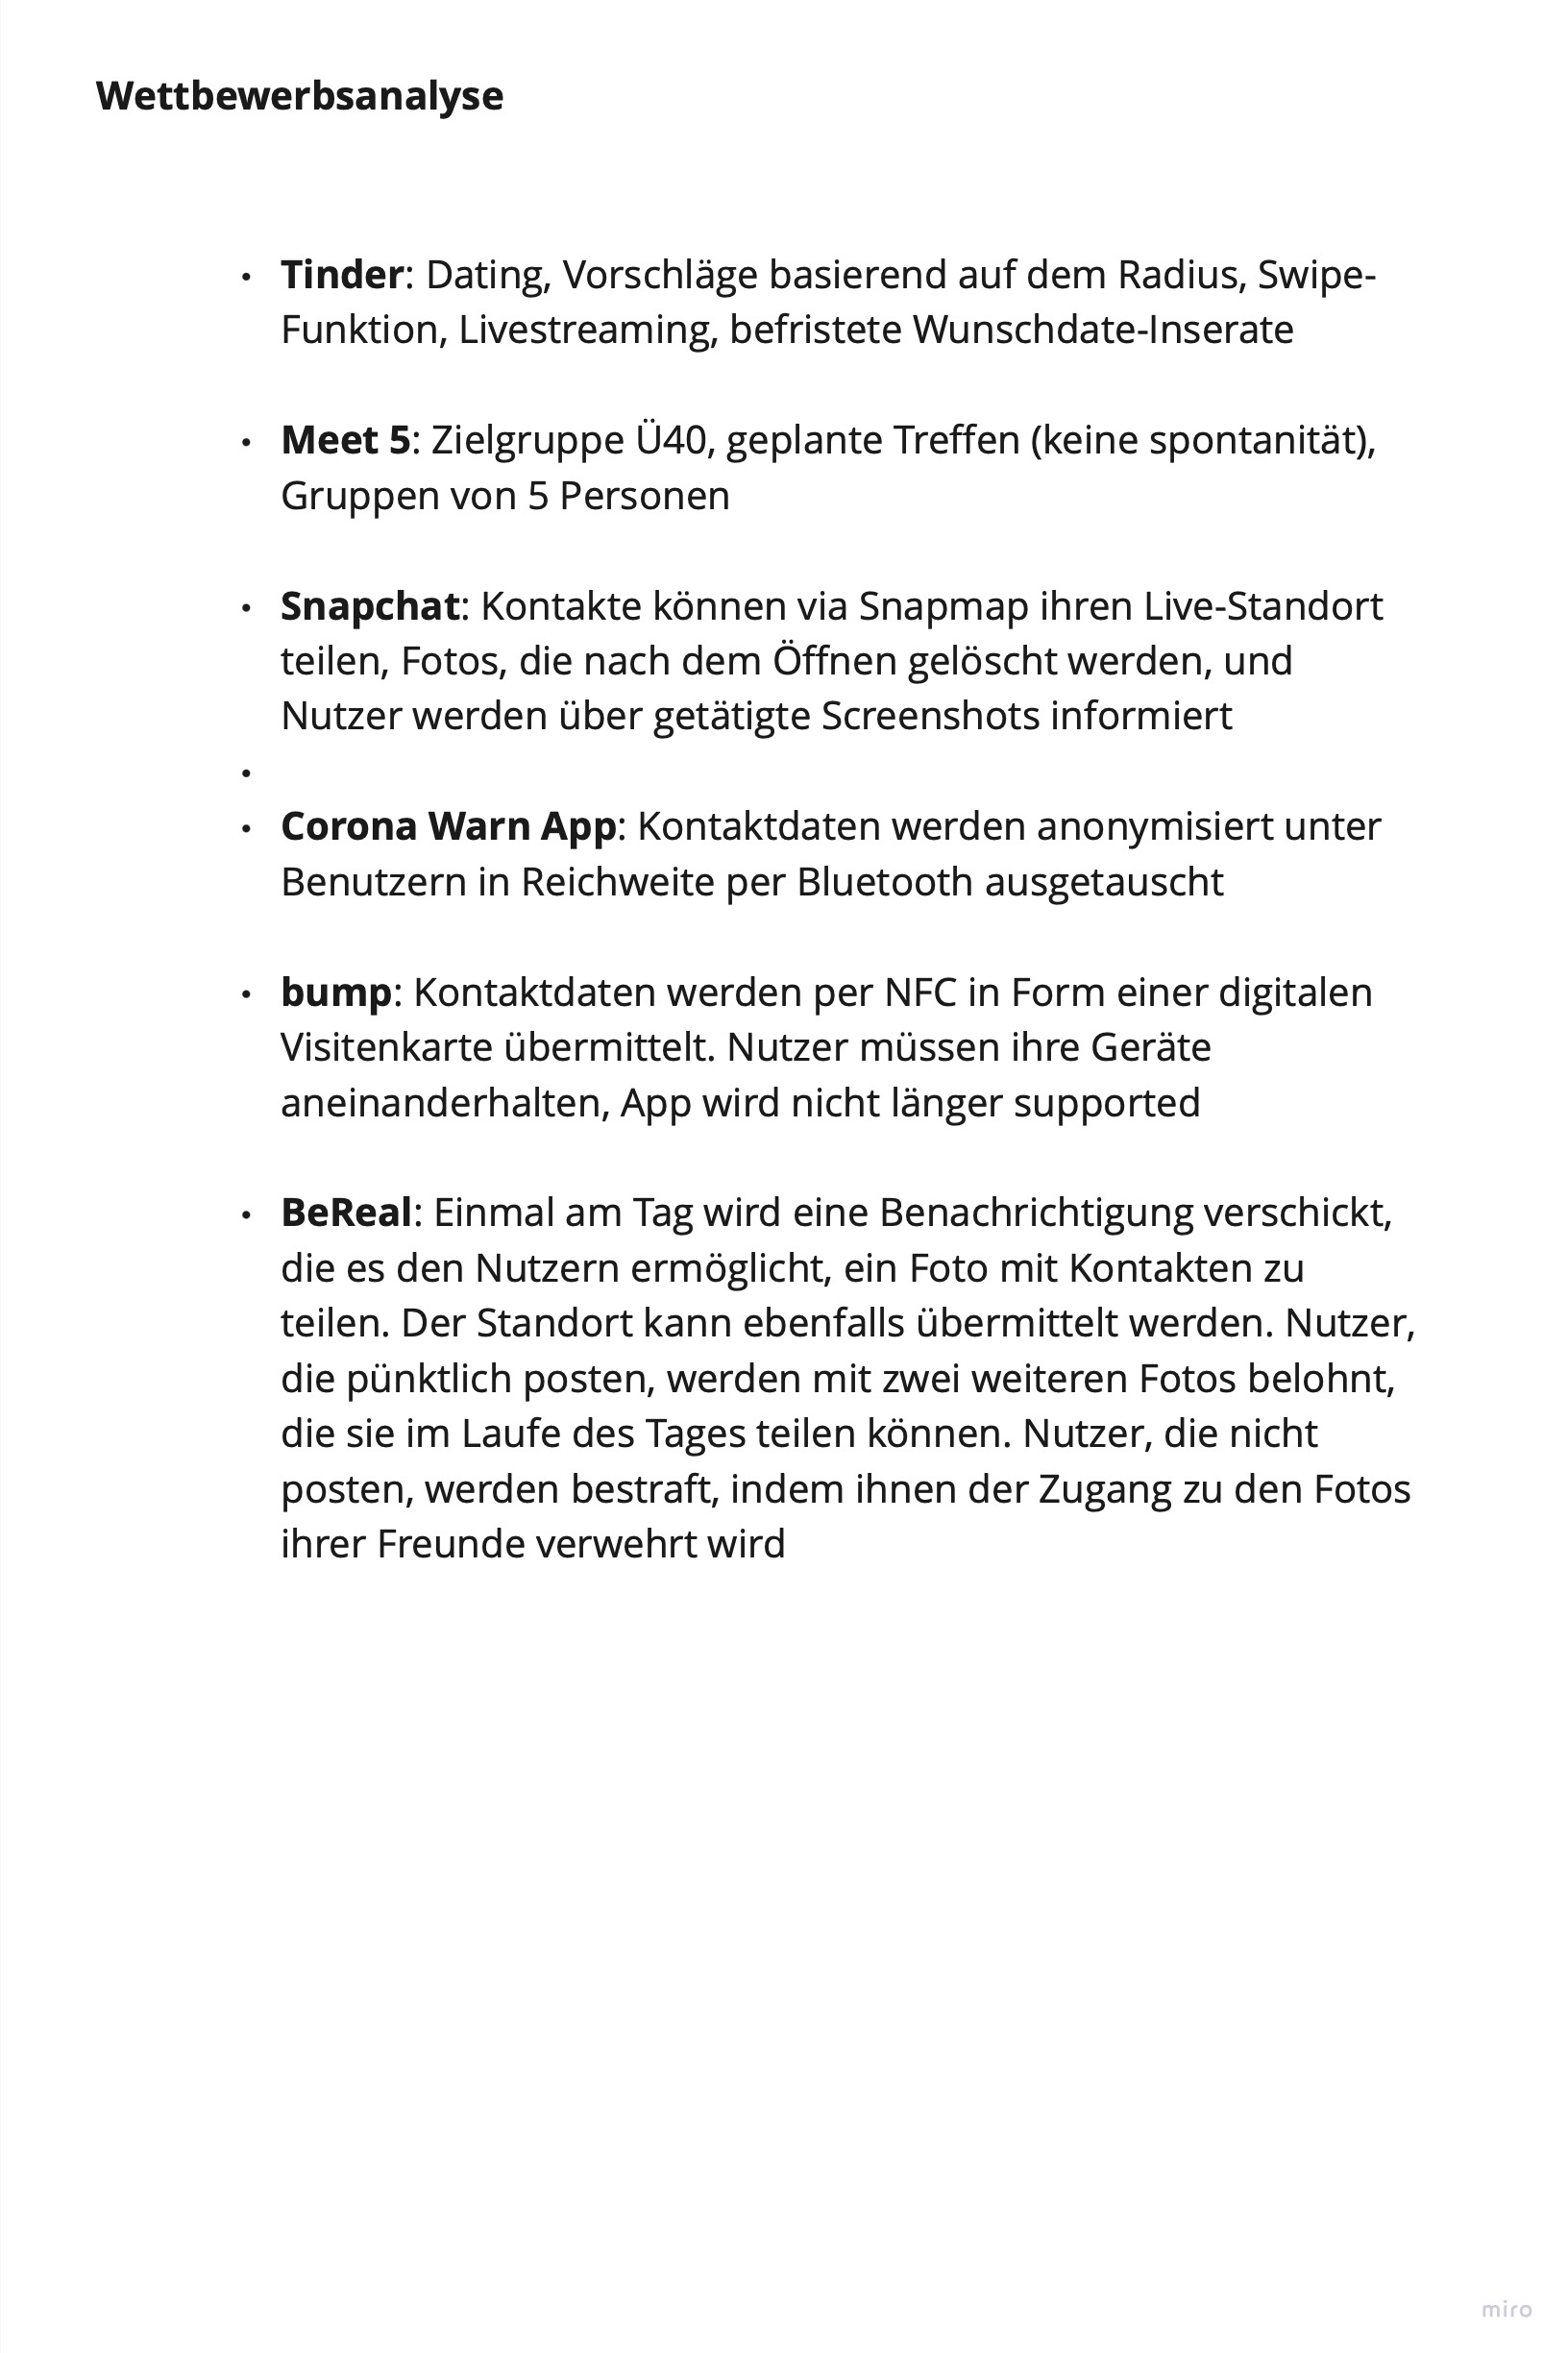 Wettbewerbsanalyse
• Tinder: Dating, Vorschläge basierend auf dem Radius, Swipe-
Funktion, Livestreaming, befristete Wunschdate-Inserate
• Meet 5: Zielgruppe Ü40, geplante Treffen (keine spontanität),
Gruppen von 5 Personen
• Snapchat: Kontakte können via Snapmap ihren Live-Standort
teilen, Fotos, die nach dem Öffnen gelöscht werden, und
Nutzer werden über getätigte Screenshots informiert
•
• Corona Warn App: Kontaktdaten werden anonymisiert unter
Benutzern in Reichweite per Bluetooth ausgetauscht
• bump: Kontaktdaten werden per NFC in Form einer digitalen
Visitenkarte übermittelt. Nutzer müssen ihre Geräte
aneinanderhalten, App wird nicht länger supported
• BeReal: Einmal am Tag wird eine Benachrichtigung verschickt,
die es den Nutzern ermöglicht, ein Foto mit Kontakten zu
teilen. Der Standort kann ebenfalls übermittelt werden. Nutzer,
die pünktlich posten, werden mit zwei weiteren Fotos belohnt,
die sie im Laufe des Tages teilen können. Nutzer, die nicht
posten, werden bestraft, indem ihnen der Zugang zu den Fotos
ihrer Freunde verwehrt wird
miro